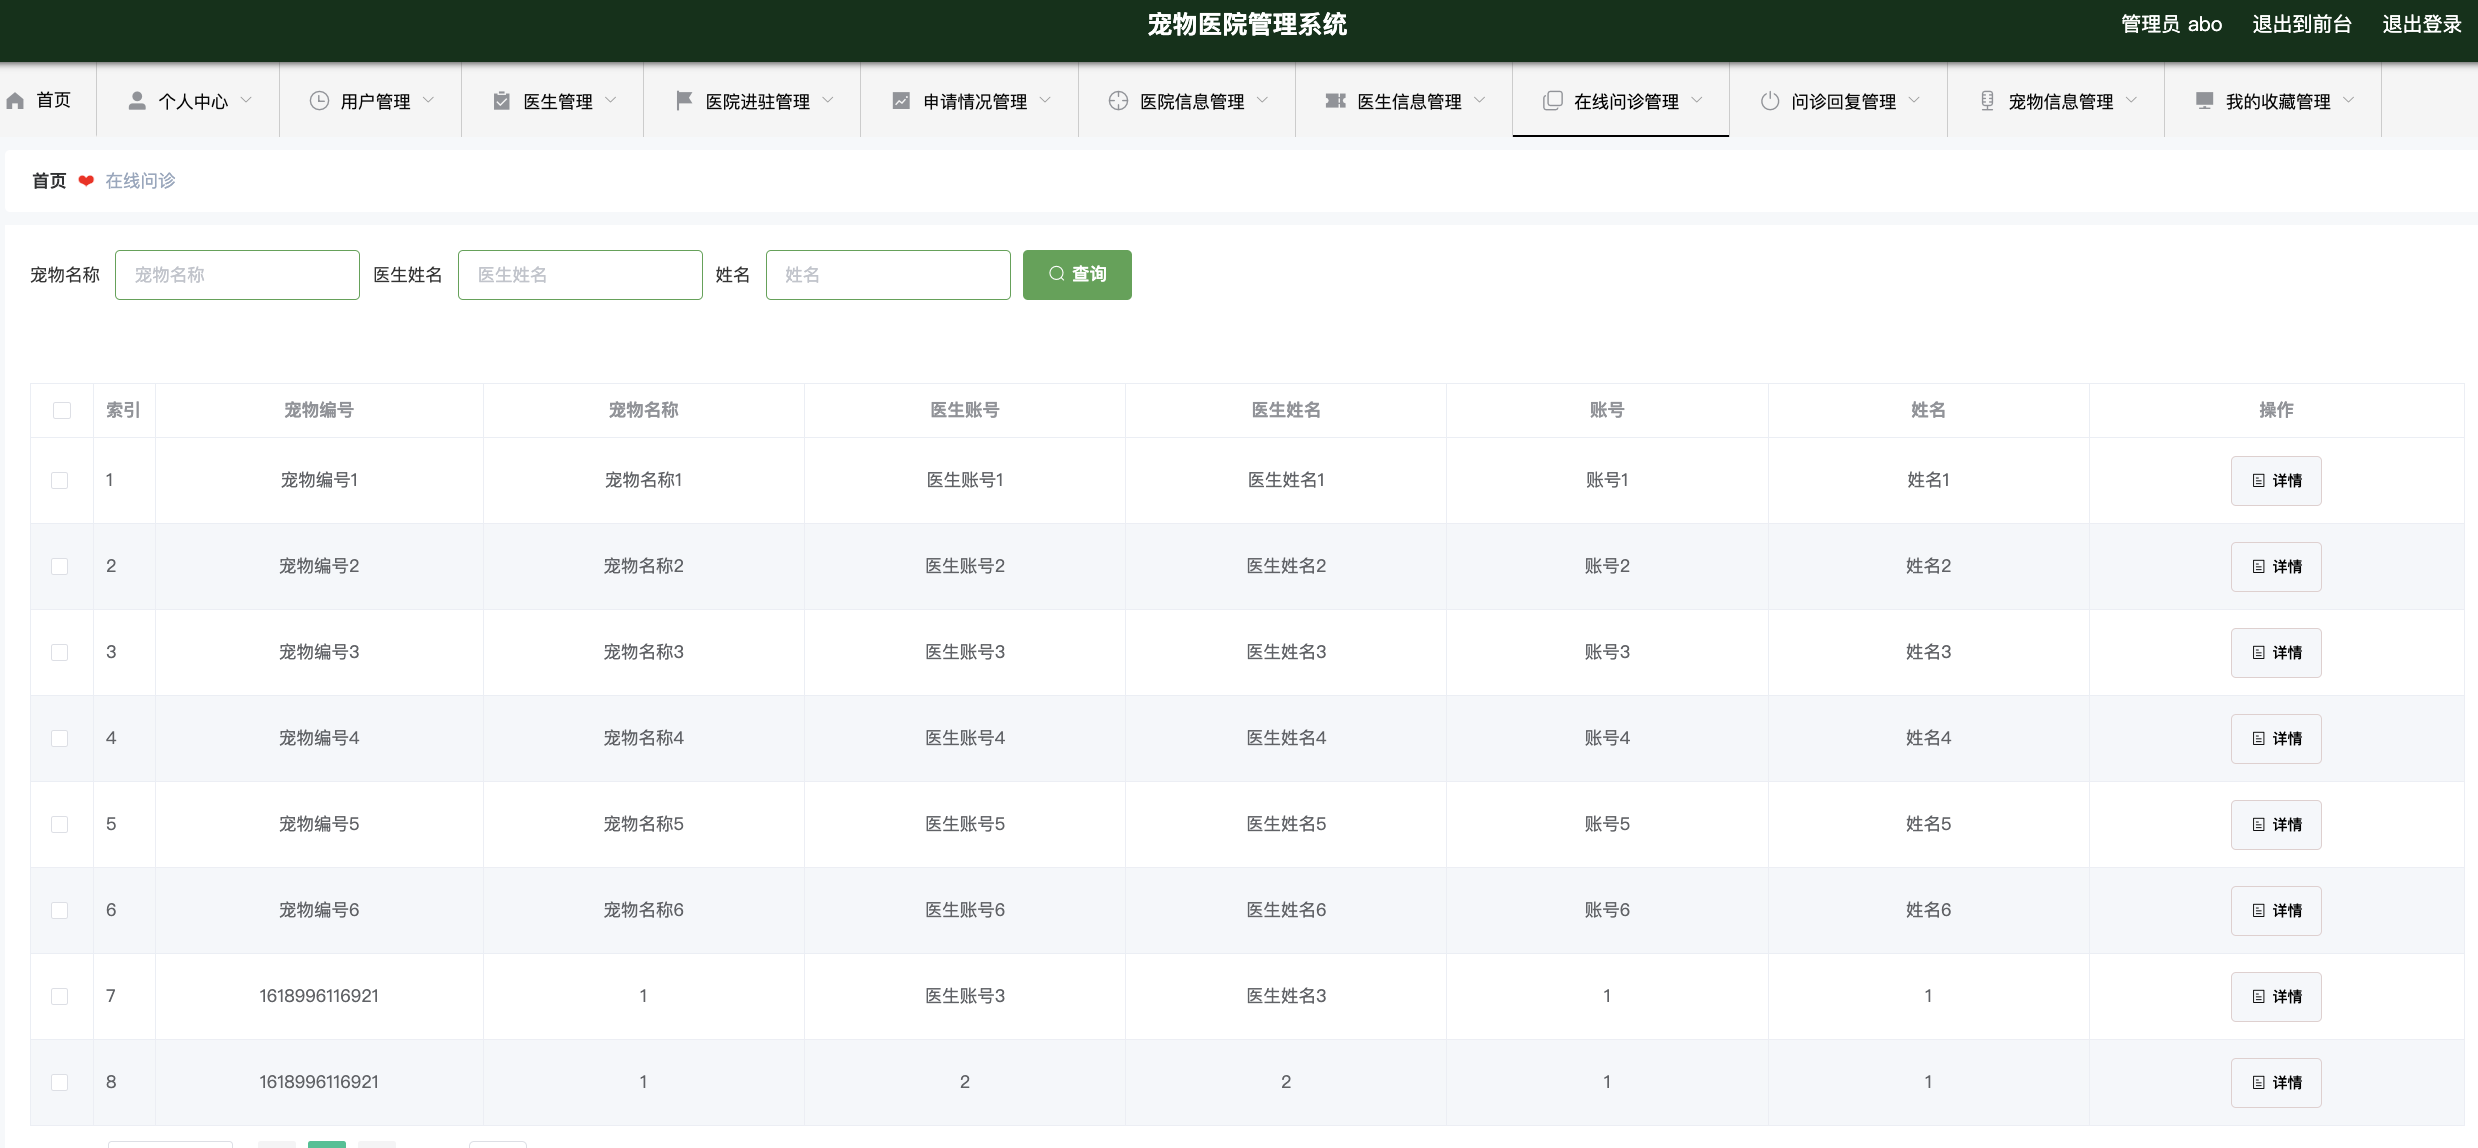 宠物医院管理系统
管理员 abo 退出到前台 退出登录
首页 个人中心 用户管理 医生管理 医院进驻管理 申请情况管理 医院信息管理 医生信息管理 在线问诊管理 问诊回复管理 宠物信息管理 我的收藏管理
首页 在线问诊
宠物名称 宠物名称 医生姓名 医生姓名 姓名 姓名 查询
索引 宠物编号 宠物名称 医生账号 医生姓名 账号 姓名 操作
1 宠物编号1 宠物名称1 医生账号1 医生姓名1 账号1 姓名1 详情
2 宠物编号2 宠物名称2 医生账号2 医生姓名2 账号2 姓名2 详情
3 宠物编号3 宠物名称3 医生账号3 医生姓名3 账号3 姓名3 详情
4 宠物编号4 宠物名称4 医生账号4 医生姓名4 账号4 姓名4 详情
5 宠物编号5 宠物名称5 医生账号5 医生姓名5 账号5 姓名5 详情
6 宠物编号6 宠物名称6 医生账号6 医生姓名6 账号6 姓名6 详情
7 1618996116921 1 医生账号3 医生姓名3 1 1 详情
8 1618996116921 1 2 2 1 1 详情